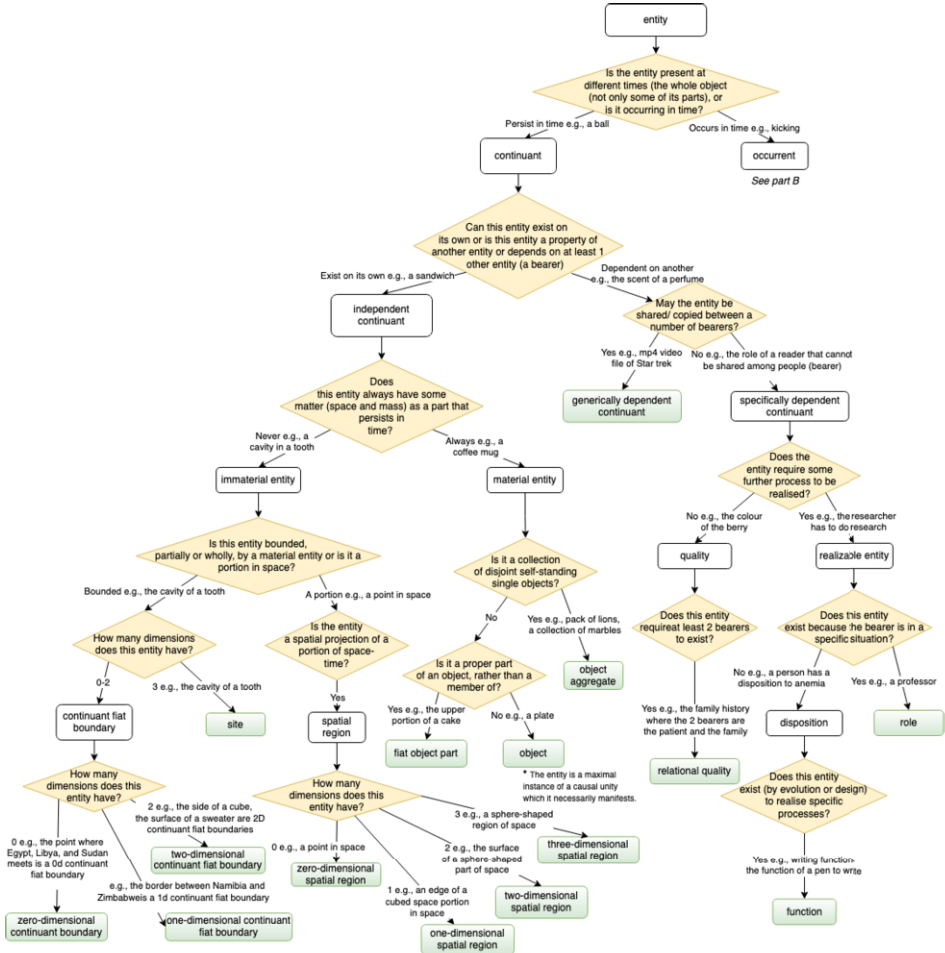 entity
Is the entity present at
different times (the whole object
(not only some of its parts), or
is it occurring in time?
Persist in time e.g., a ball
Occurs in time e.g., kicking
continuant
occurrent
See part B
Can this entity exist on
its own or is this entity a property of
another entity or depends on at least 1
other entity (a bearer)
Exist on its own e.g., a sandwich
Dependent on another
e.g., the scent of a perfume
independent
continuant
May the entity be
shared/ copied between a
number of bearers?
Yes e.g., mp4 video
file of Star trek
No e.g., the role of a reader that cannot
be shared among people (bearer)
Does
this entity always have some
matter (space and mass) as a part that
persists in
time?
generically dependent
continuant
specifically dependent
continuant
Never e.g., a
cavity in a tooth
Always e.g., a
coffee mug
immaterial entity
material entity
Does the
entity require some
further process to be
realised?
No e.g., the colour
of the berry
Yes e.g., the researcher
has to do research
Is this entity bounded,
partially or wholly, by a material entity or is it a
portion in space?
Is it a collection
of disjoint self-standing
single objects?
quality
realizable entity
Bounded e.g., the cavity of a tooth
A portion e.g., a point in space
No
Yes e.g., pack of lions,
a collection of marbles
Does this entity
requireat least 2 bearers
to exist?
Does this entity
exist because the bearer is in a
specific situation?
How many dimensions
does this entity have?
Is the entity
a spatial projection of a
portion of space-
time?
Is it a proper part
of an object, rather than a
member of?
object
aggregate
No e.g., a person has a
disposition to anemia
Yes e.g., a professor
0-2
3 e.g., the cavity of a tooth
Yes
Yes e.g., the upper
portion of a cake
No e.g., a plate
Yes e.g., the family history
where the 2 bearers are
the patient and the family
continuant fiat
boundary
site
spatial
region
fiat object part
object
disposition
role
relational quality
* The entity is a maximal
instance of a causal unity
which it necessarily manifests.
How many
dimensions does this
entity have?
How many
dimensions does this
entity have?
Does this entity
exist (by evolution or design)
to realise specific
processes?
2 e.g., the side of a cube,
the surface of a sweater are 2D
continuant fiat boundaries
3 e.g., a sphere-shaped
region of space
0 e.g., the point where
Egypt, Libya, and Sudan
meets is a 0d continuant
fiat boundary
two-dimensional
continuant fiat boundary
0 e.g., a point in space
zero-dimensional
spatial region
2 e.g., the surface
of a sphere-shaped
part of space
three-dimensional
spatial region
Yes e.g., writing function-
the function of a pen to write
e.g., the border between Namibia and
Zimbabweis a 1d continuant fiat boundary
1 e.g., an edge of a
cubed space portion
in space
two-dimensional
spatial region
function
zero-dimensional
continuant boundary
one-dimensional continuant
fiat boundary
one-dimensional
spatial region